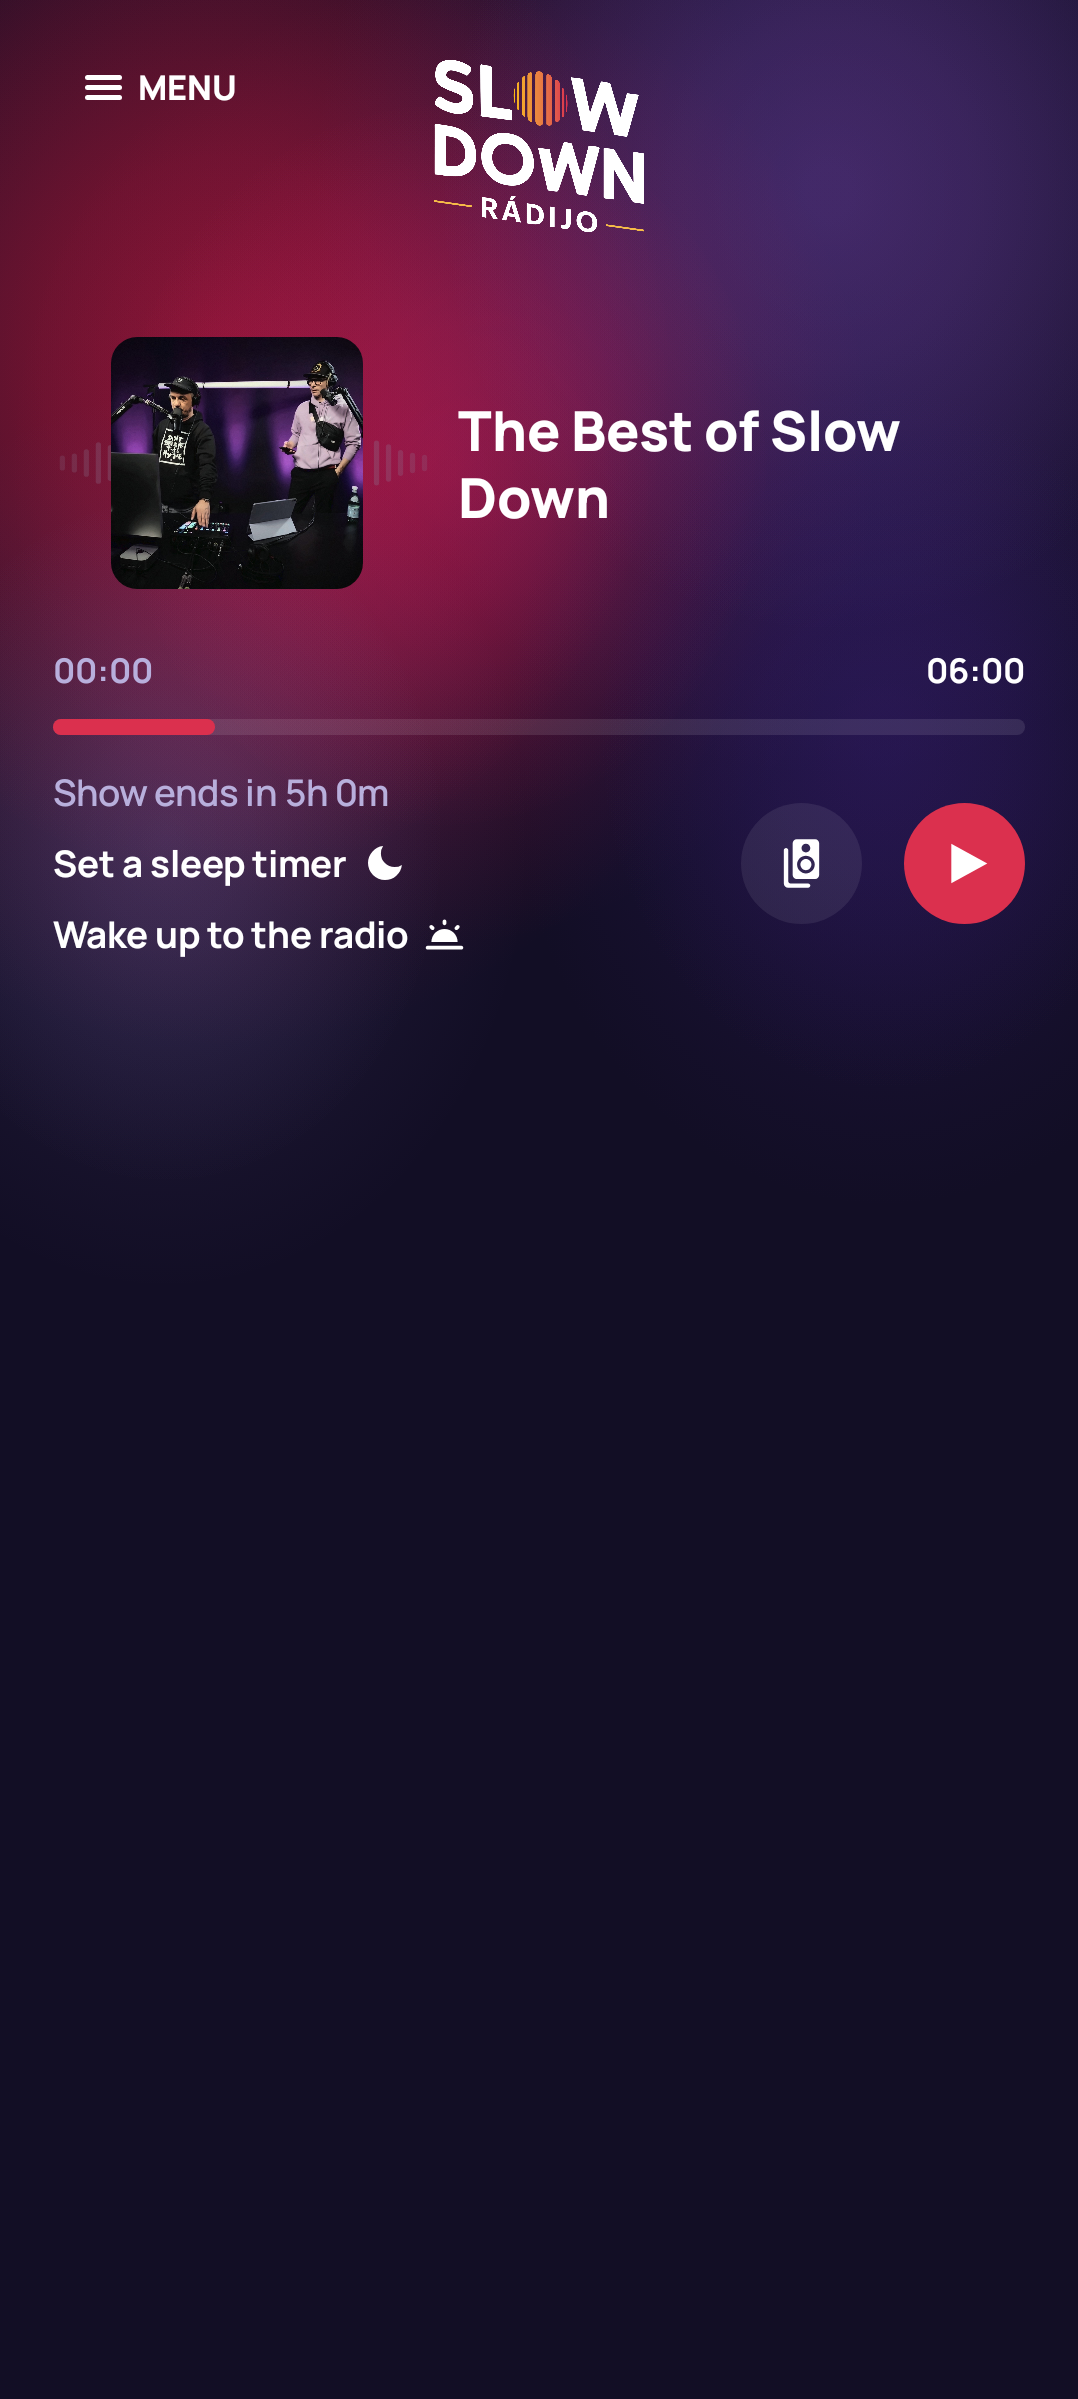 MENU
SLOW
DOWN
RÁDIJO
The Best of Slow
Down
00:00
06:00
Show ends in 5h 0m
Set a sleep timer
Wake up to the radio